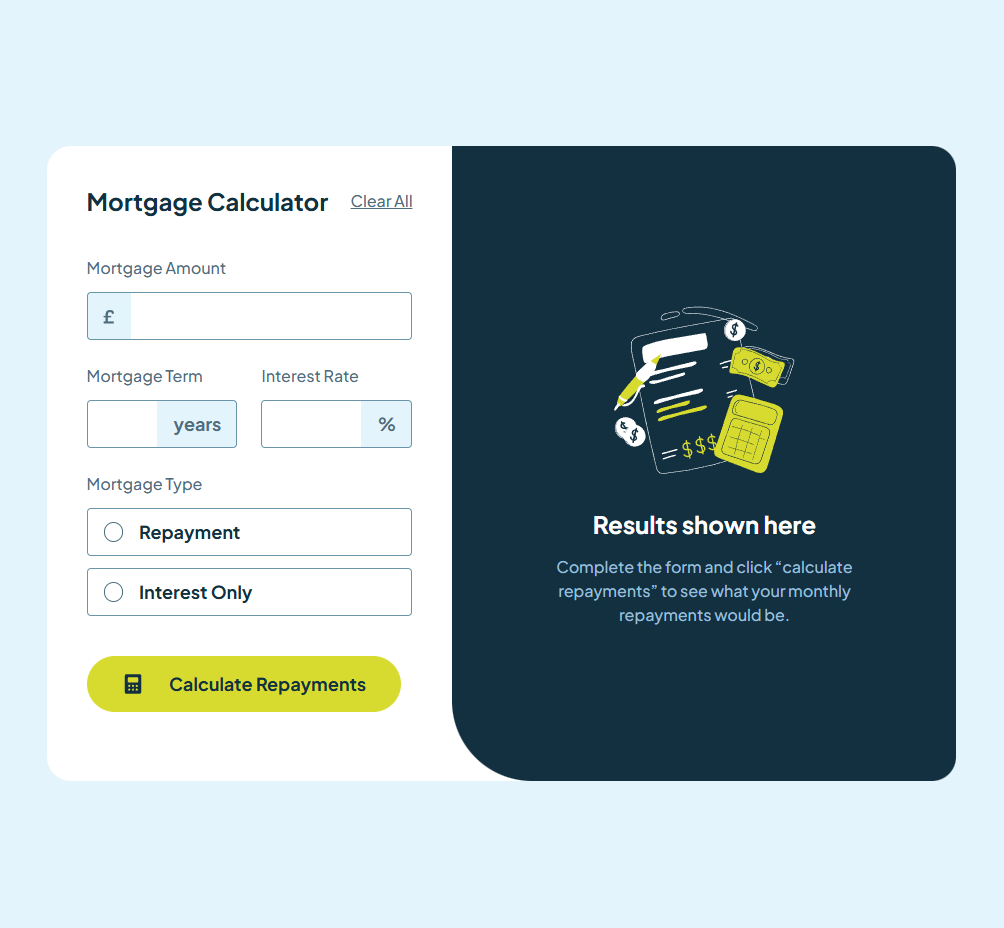 Mortgage Calculator Clear All
Mortgage Amount
£
Mortgage Term Interest Rate
years %
Mortgage Type
Repayment
Interest Only
Calculate Repayments
$
$
$
$
$$$
Results shown here
Complete the form and click “calculate
repayments” to see what your monthly
repayments would be.